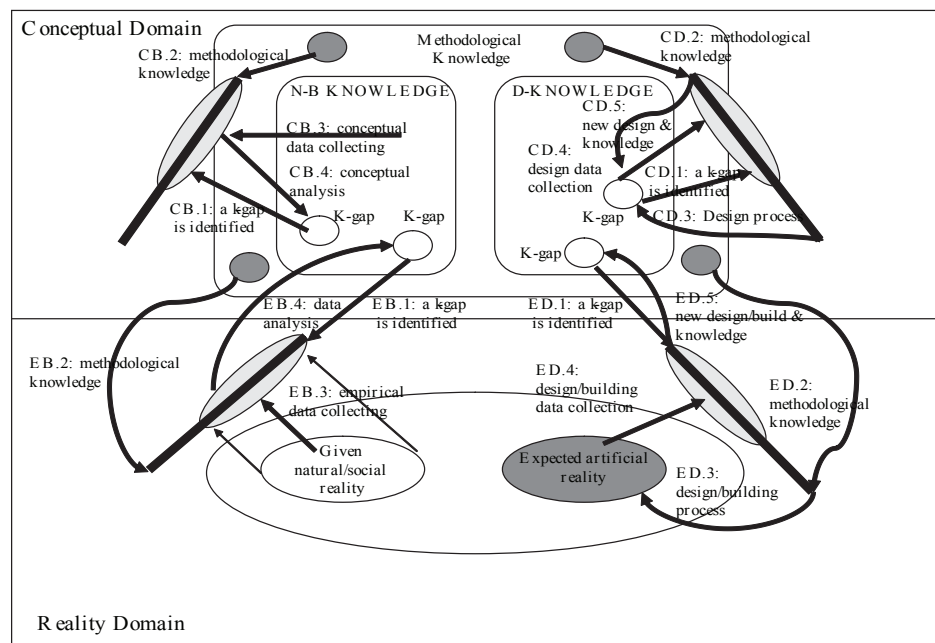 Conceptual Domain
CB.2: methodological
knowledge
Methodological
Knowledge
CD.2: methodological
knowledge
N-B KNOWLEDGE
D-KNOWLEDGE
CB.3: conceptual
data collecting
CB.4: conceptual
analysis
CB.1: a k-gap
is identified
K-gap
K-gap
CD.5:
new design &
knowledge
CD.4:
design data
collection
CD.1: a k-gap
is identified
K-gap
CD.3: Design process
K-gap
EB.4: data
analysis
EB.1: a k-gap
is identified
ED.1: a k-gap
is identified
ED.5:
new design/build &
knowledge
EB.2: methodological
knowledge
EB.3: empirical
data collecting
ED.4:
design/building
data collection
ED.2:
methodological
knowledge
Given
natural/social
reality
Expected artificial
reality
ED.3:
design/building
process
Reality Domain